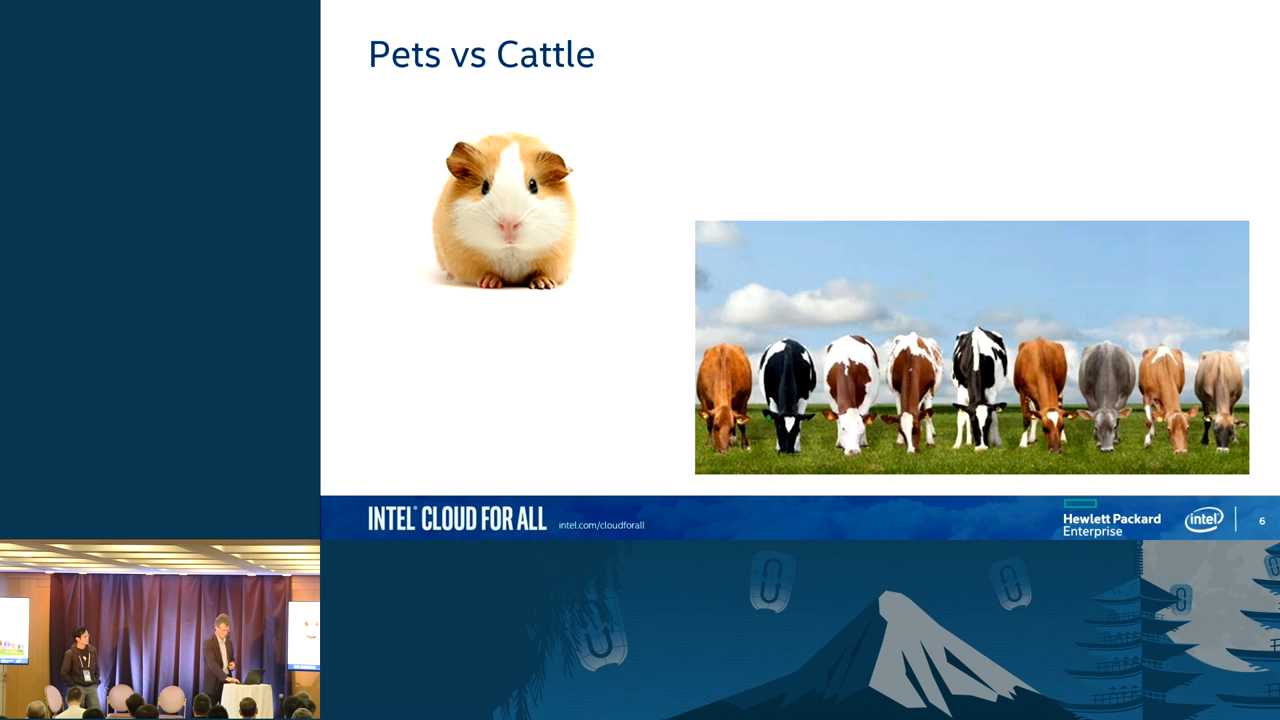 Pets vs Cattle
INTEL® CLOUD FOR ALL
intel.com/cloudforall
Hewlett Packard
Enterprise
intel
6